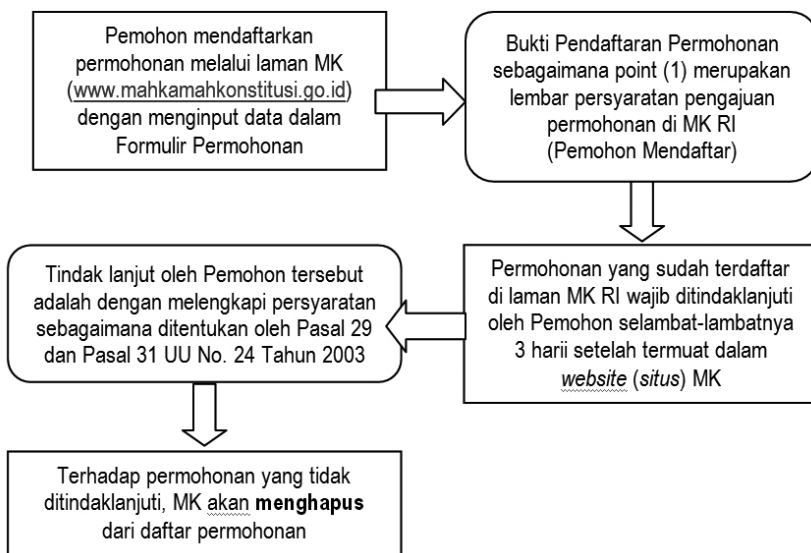 Pemohon mendaftarkan
permohonan melalui laman MK
(www.mahkamahkonstitusi.go.id)
dengan menginput data dalam
Formulir Permohonan
Bukti Pendaftaran Permohonan
sebagaimana point (1) merupakan
lembar persyaratan pengajuan
permohonan di MK RI
(Pemohon Mendaftar)
Permohonan yang sudah terdaftar
di laman MK RI wajib ditindaklanjuti
oleh Pemohon selambat-lambatnya
3 harii setelah termuat dalam
website (situs) MK
Tindak lanjut oleh Pemohon tersebut
adalah dengan melengkapi persyaratan
sebagaimana ditentukan oleh Pasal 29
dan Pasal 31 UU No. 24 Tahun 2003
Terhadap permohonan yang tidak
ditindaklanjuti, MK akan menghapus
dari daftar permohonan